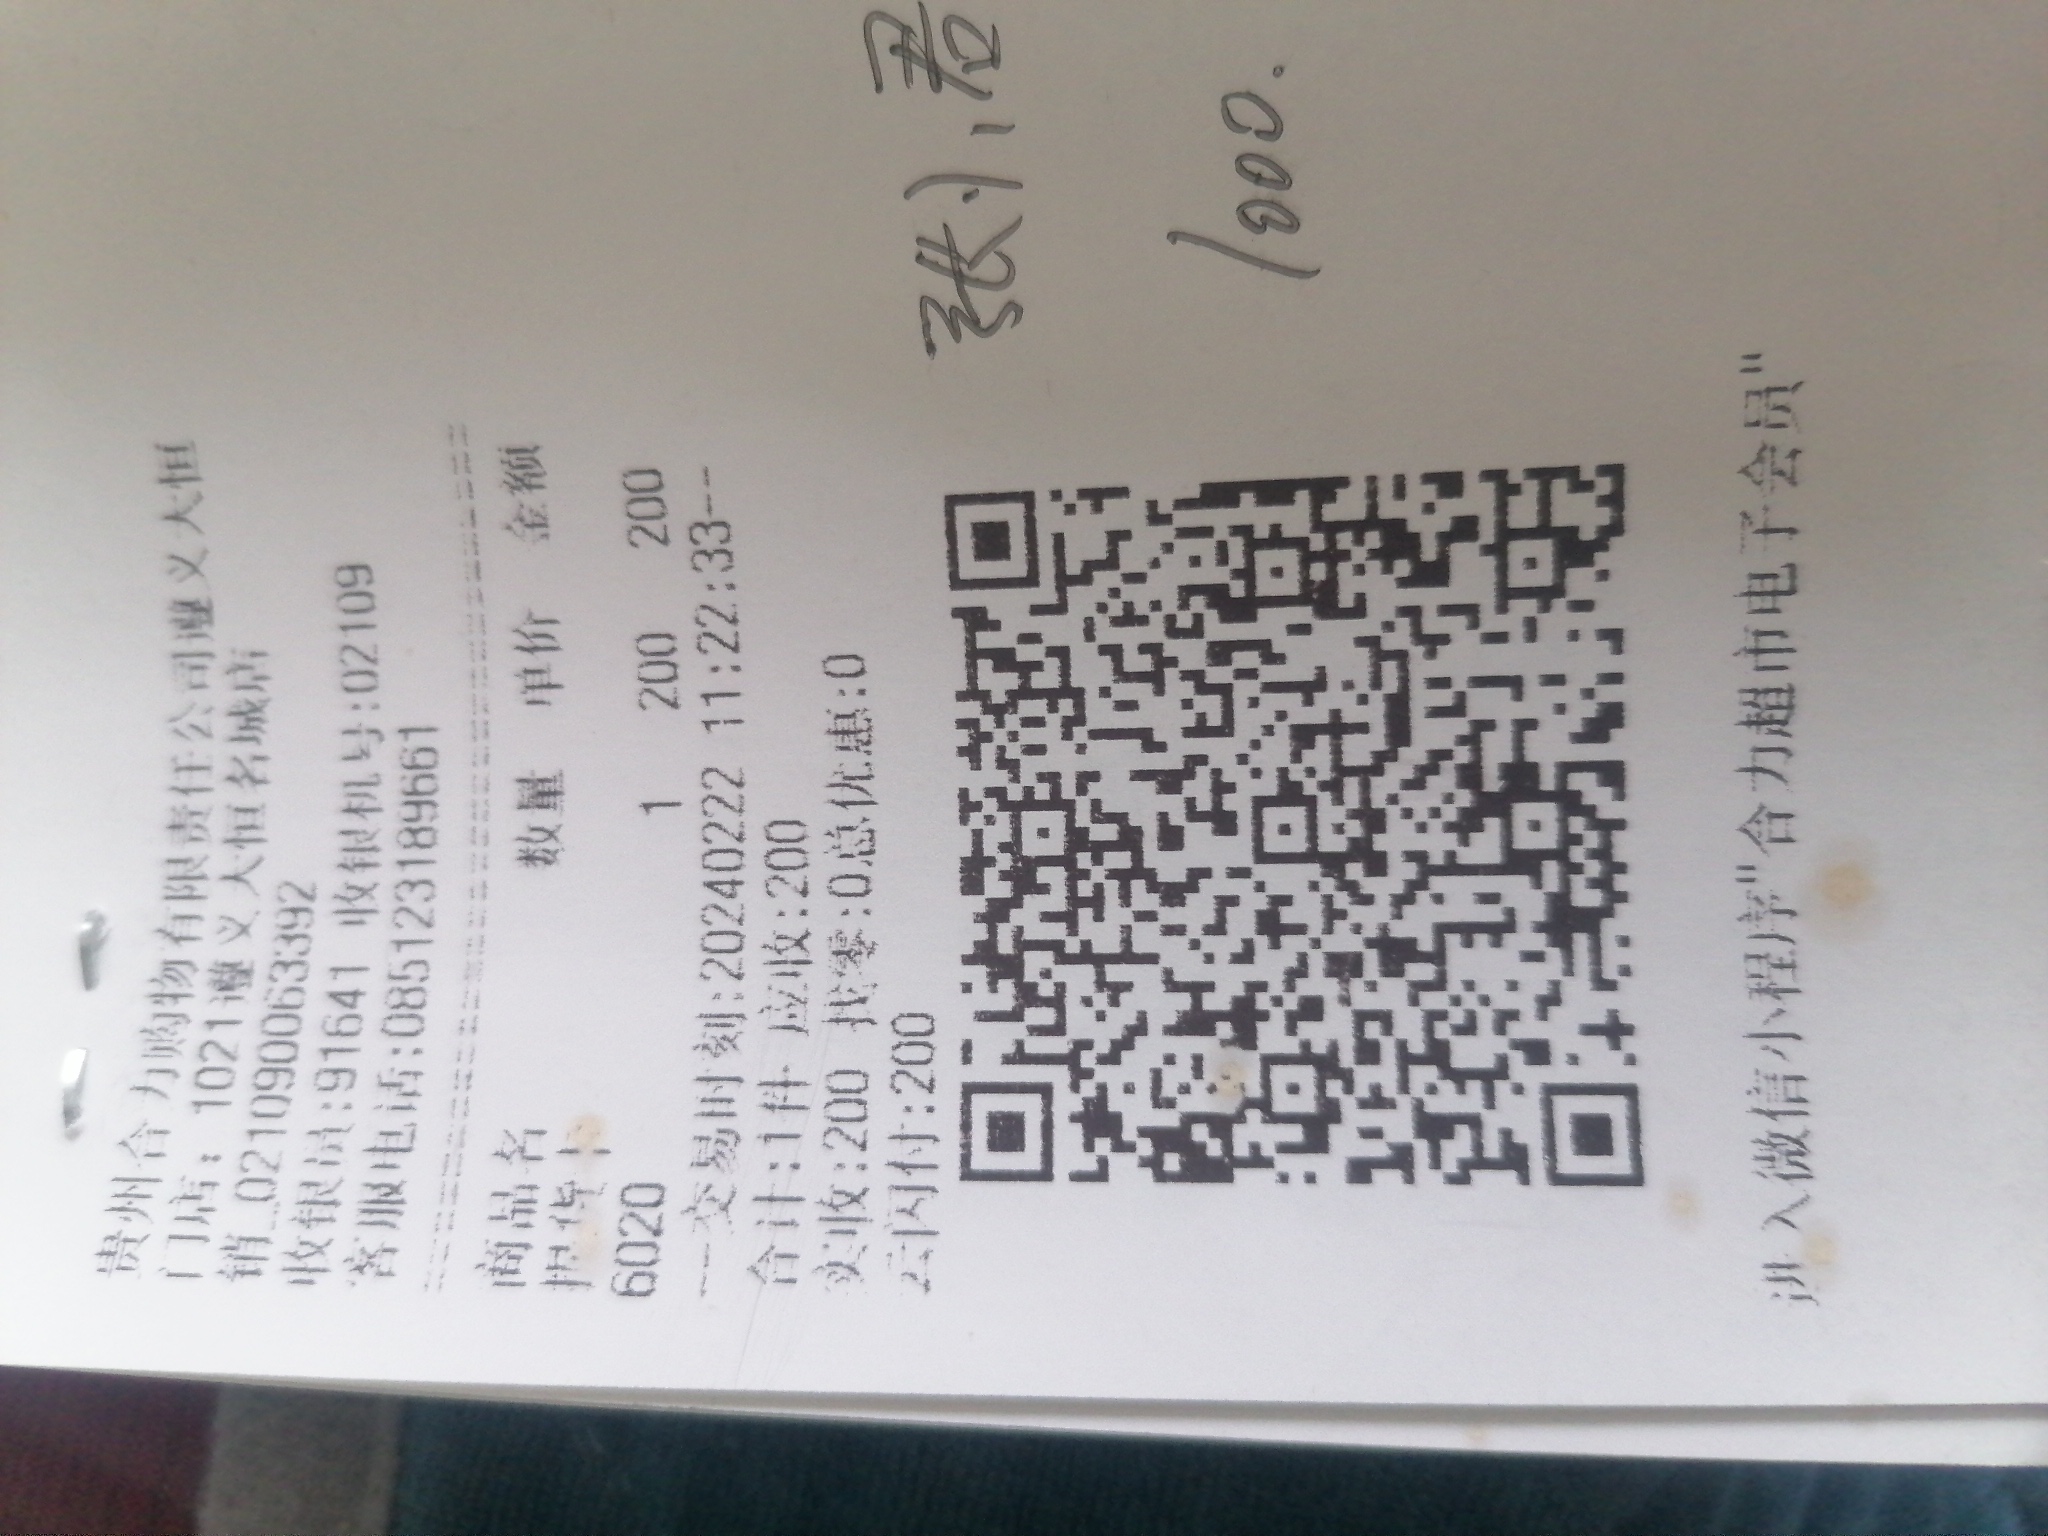 贵州合力购物有限责任公司遵义大恒
门店: 1021遵义大恒名城店
销_0210900633392
收银员:91641 收银机号:02109
客服电话:085123189661
商品名 数量 单价 金额
提货卡
6020 1 200 200
---交易时刻:20240222 11:22:33--
合计:1件 应收:200
实收:200 找零:0总优惠:0
云闪付:200
进入微信小程序"合力超市电子会员"
张小君
1000.